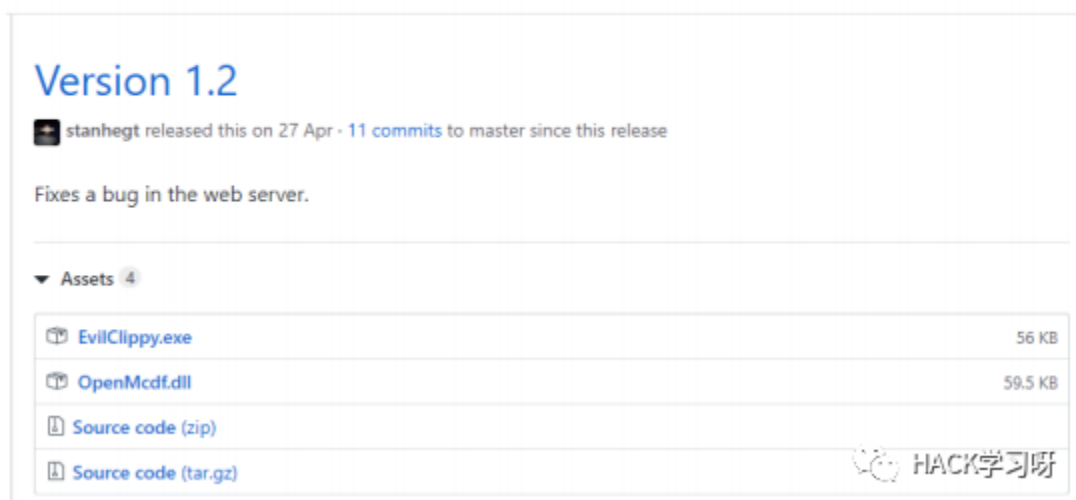 Version 1.2
stanhegt released this on 27 Apr · 11 commits to master since this release
Fixes a bug in the web server.
Assets 4
EvilClippy.exe 56 KB
OpenMcdf.dll 59.5 KB
Source code (zip)
Source code (tar.gz)
HACK学习呀